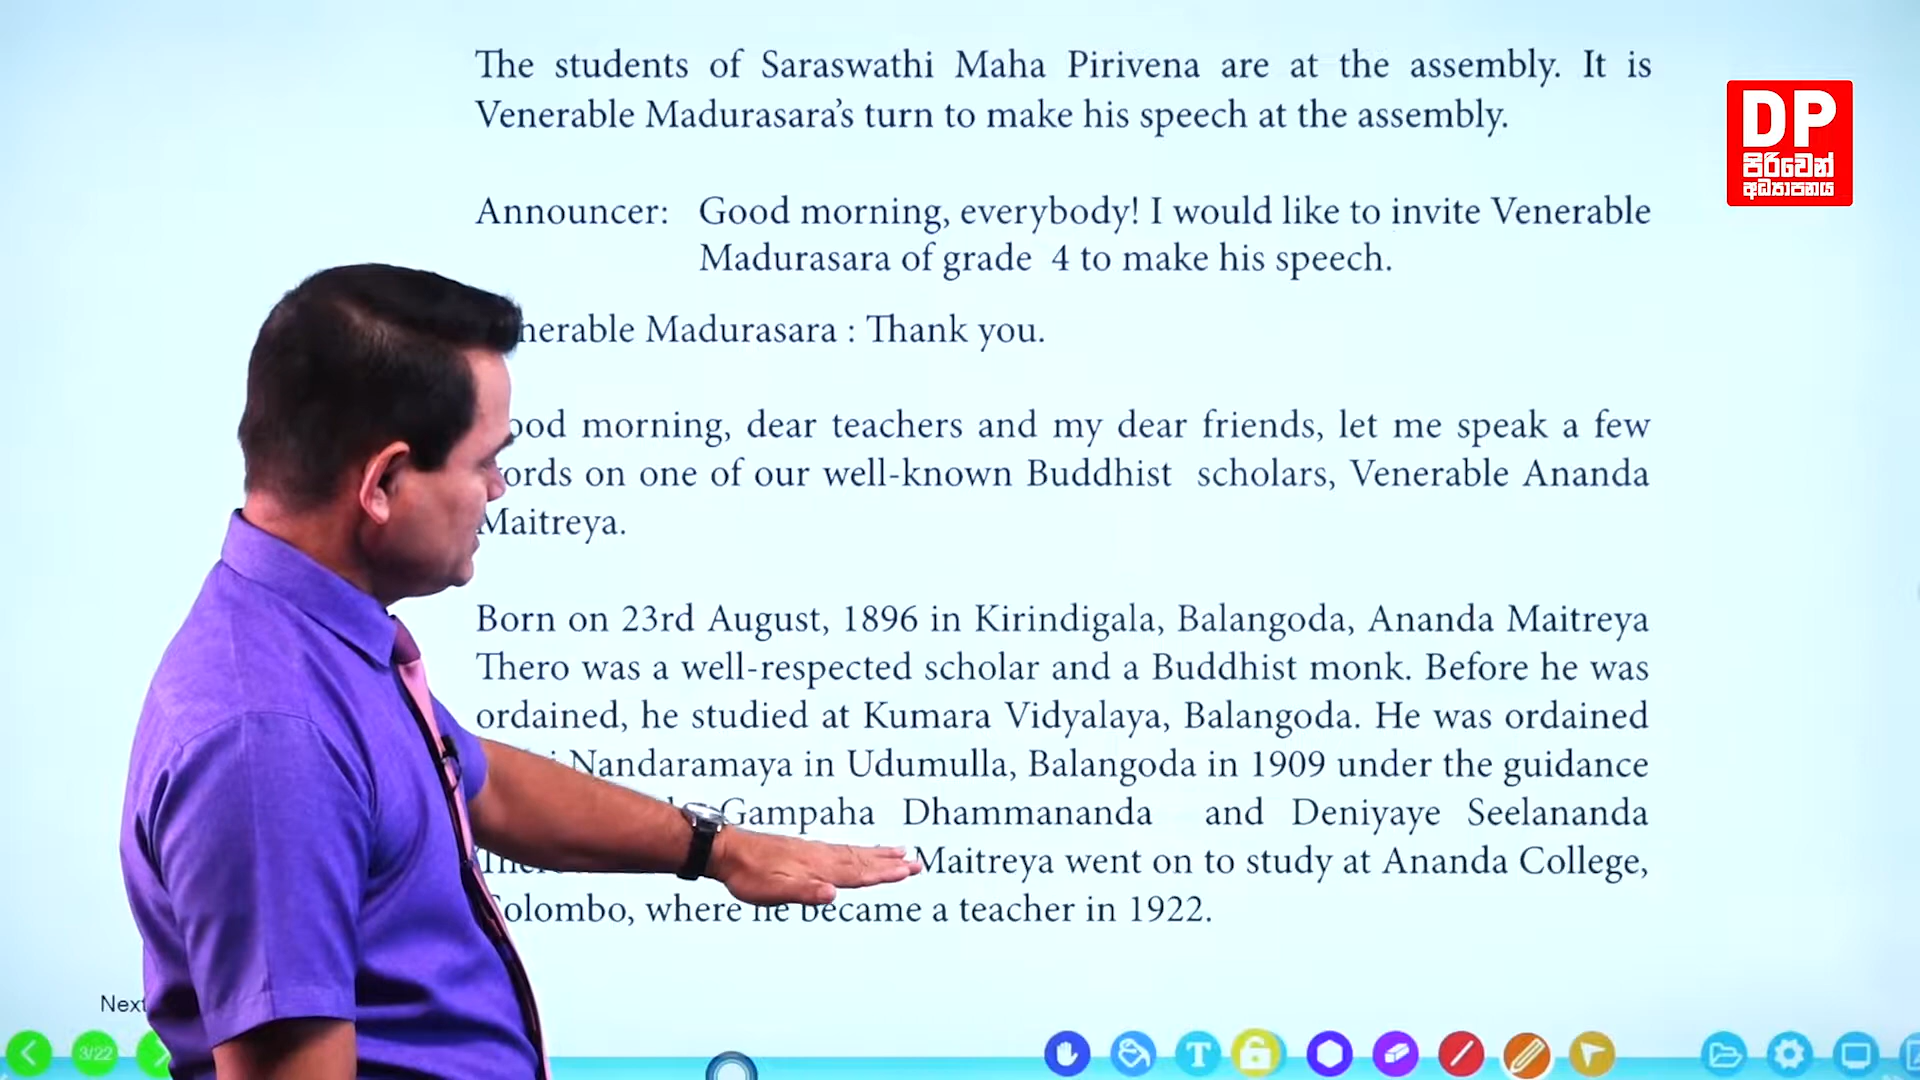 The students of Saraswathi Maha Pirivena are at the assembly. It is
Venerable Madurasara's turn to make his speech at the assembly.
DP
පිරිවෙන්
අධ්‍යාපනය
Announcer: Good morning, everybody! I would like to invite Venerable
Madurasara of grade 4 to make his speech.
Madurasara : Thank you.
morning, dear teachers and my dear friends, let me speak a few
on one of our well-known Buddhist scholars, Venerable Ananda
Maitreya.
Born on 23rd August, 1896 in Kirindigala, Balangoda, Ananda Maitreya
Thero was a well-respected scholar and a Buddhist monk. Before he was
ordained, he studied at Kumara Vidyalaya, Balangoda. He was ordained
Nandaramaya in Udumulla, Balangoda in 1909 under the guidance
Gampaha Dhammananda and Deniyaye Seelananda
Maitreya went on to study at Ananda College,
Colombo, where he became a teacher in 1922.
Next
3/22